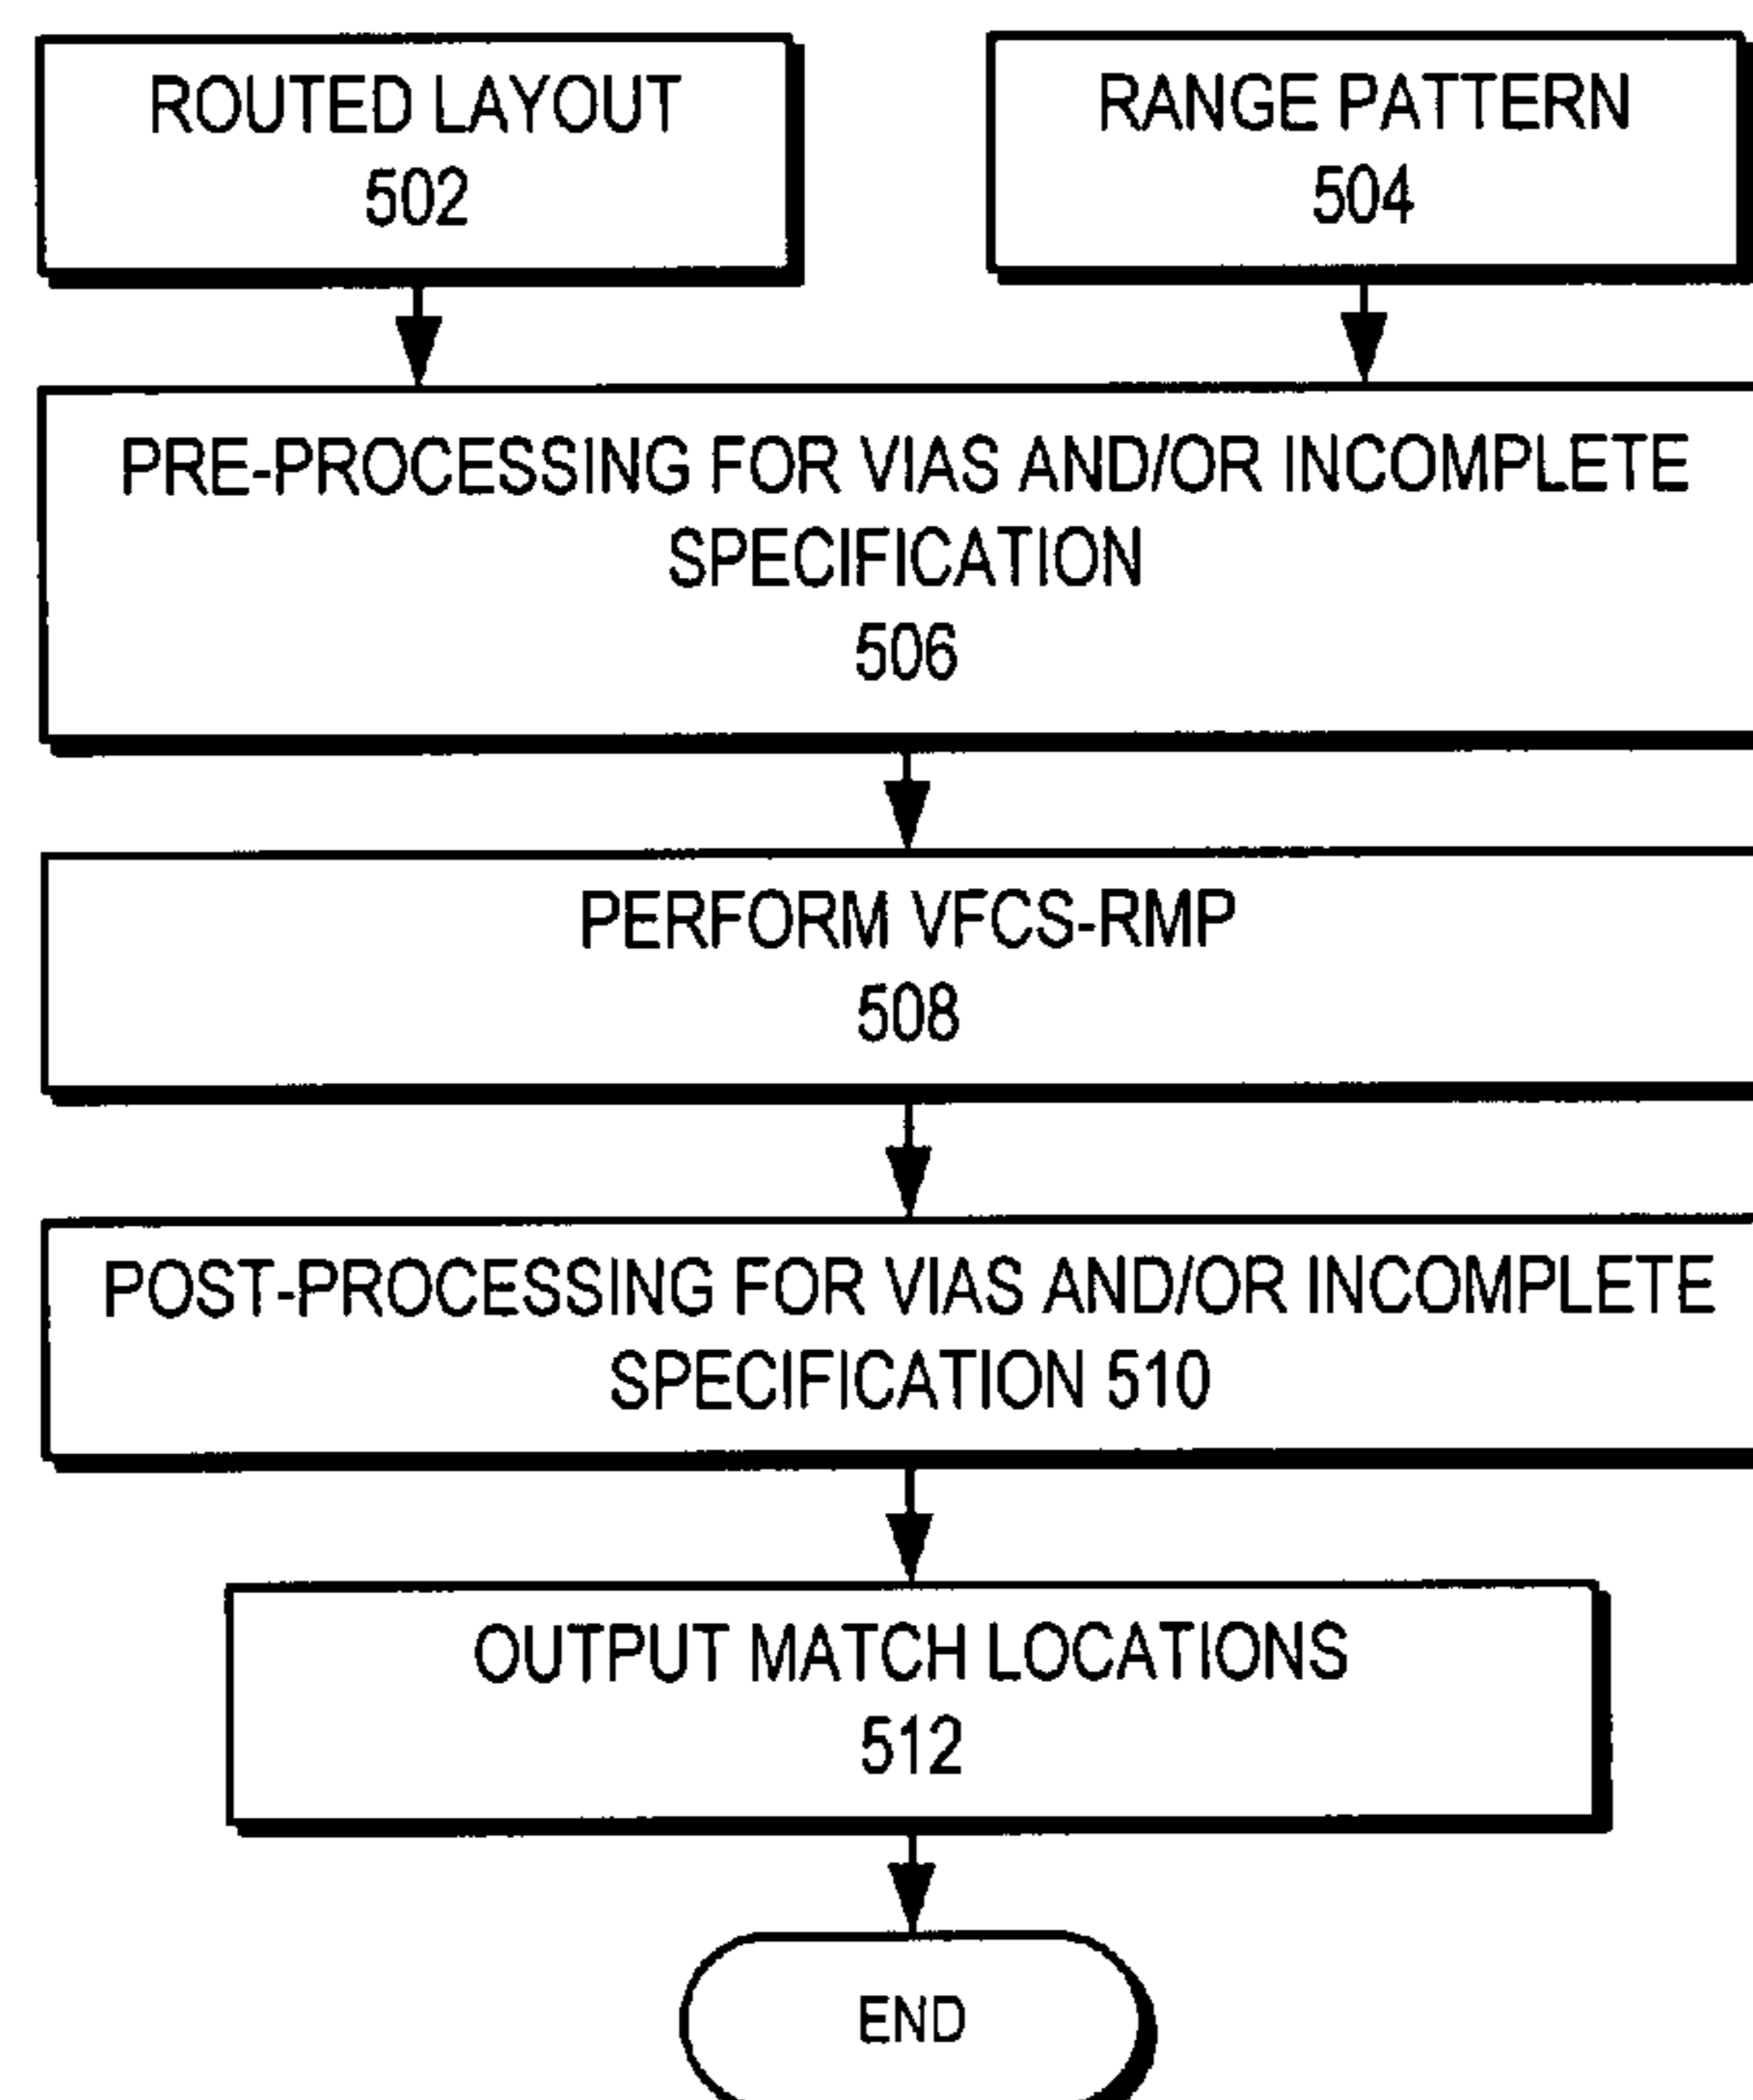 ROUTED LAYOUT
502
RANGE PATTERN
504
PRE-PROCESSING FOR VIAS AND/OR INCOMPLETE
SPECIFICATION
506
PERFORM VFCS-RMP
508
POST-PROCESSING FOR VIAS AND/OR INCOMPLETE
SPECIFICATION 510
OUTPUT MATCH LOCATIONS
512
END